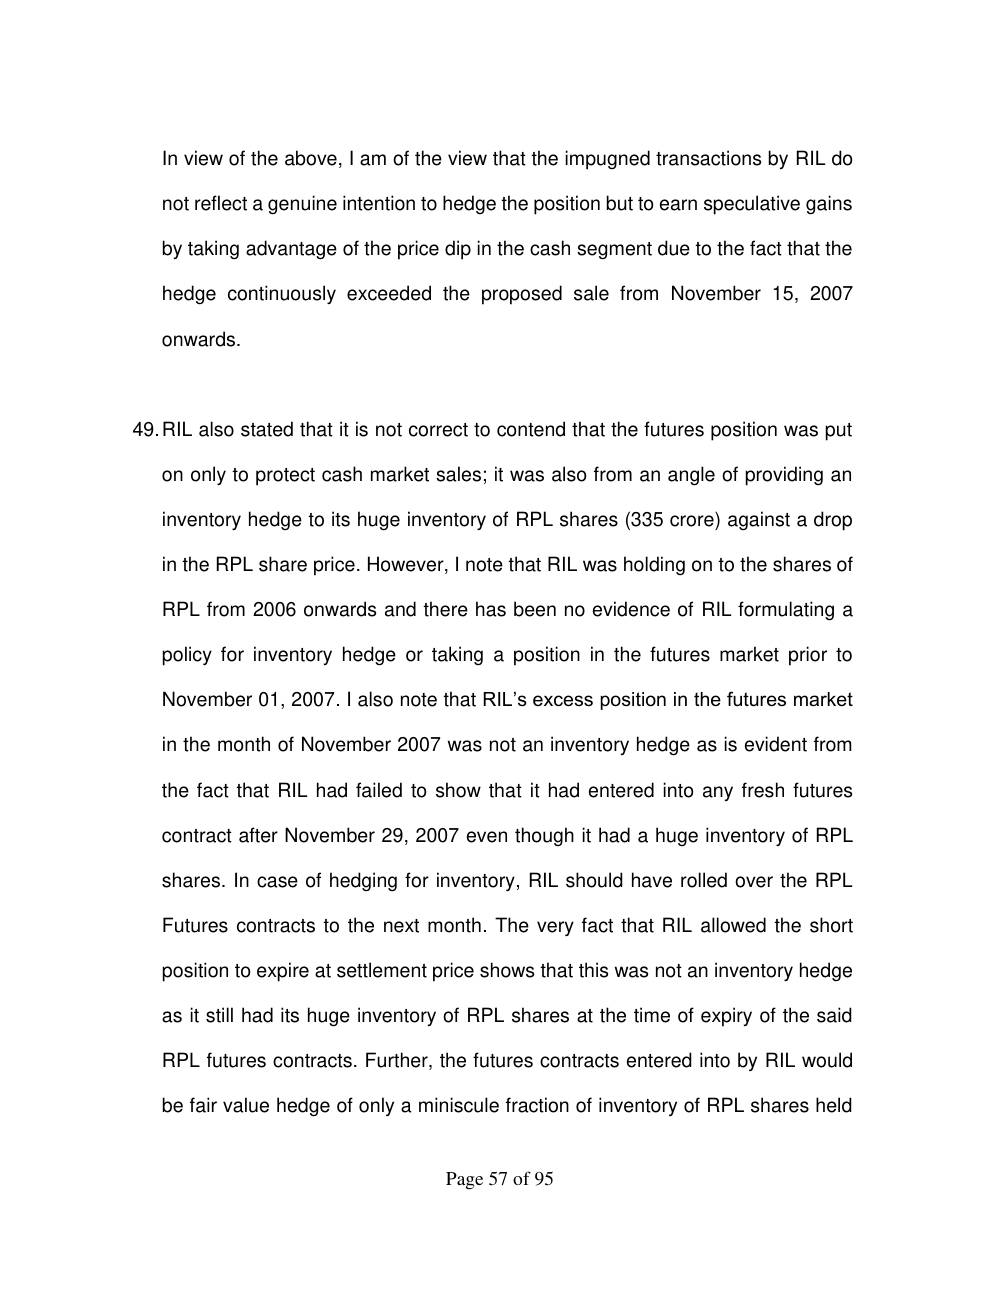 In view of the above, I am of the view that the impugned transactions by RIL do
not reflect a genuine intention to hedge the position but to earn speculative gains
by taking advantage of the price dip in the cash segment due to the fact that the
hedge continuously exceeded the proposed sale from November 15, 2007
onwards.
49. RIL also stated that it is not correct to contend that the futures position was put
on only to protect cash market sales; it was also from an angle of providing an
inventory hedge to its huge inventory of RPL shares (335 crore) against a drop
in the RPL share price. However, I note that RIL was holding on to the shares of
RPL from 2006 onwards and there has been no evidence of RIL formulating a
policy for inventory hedge or taking a position in the futures market prior to
November 01, 2007. I also note that RIL’s excess position in the futures market
in the month of November 2007 was not an inventory hedge as is evident from
the fact that RIL had failed to show that it had entered into any fresh futures
contract after November 29, 2007 even though it had a huge inventory of RPL
shares. In case of hedging for inventory, RIL should have rolled over the RPL
Futures contracts to the next month. The very fact that RIL allowed the short
position to expire at settlement price shows that this was not an inventory hedge
as it still had its huge inventory of RPL shares at the time of expiry of the said
RPL futures contracts. Further, the futures contracts entered into by RIL would
be fair value hedge of only a miniscule fraction of inventory of RPL shares held
Page 57 of 95